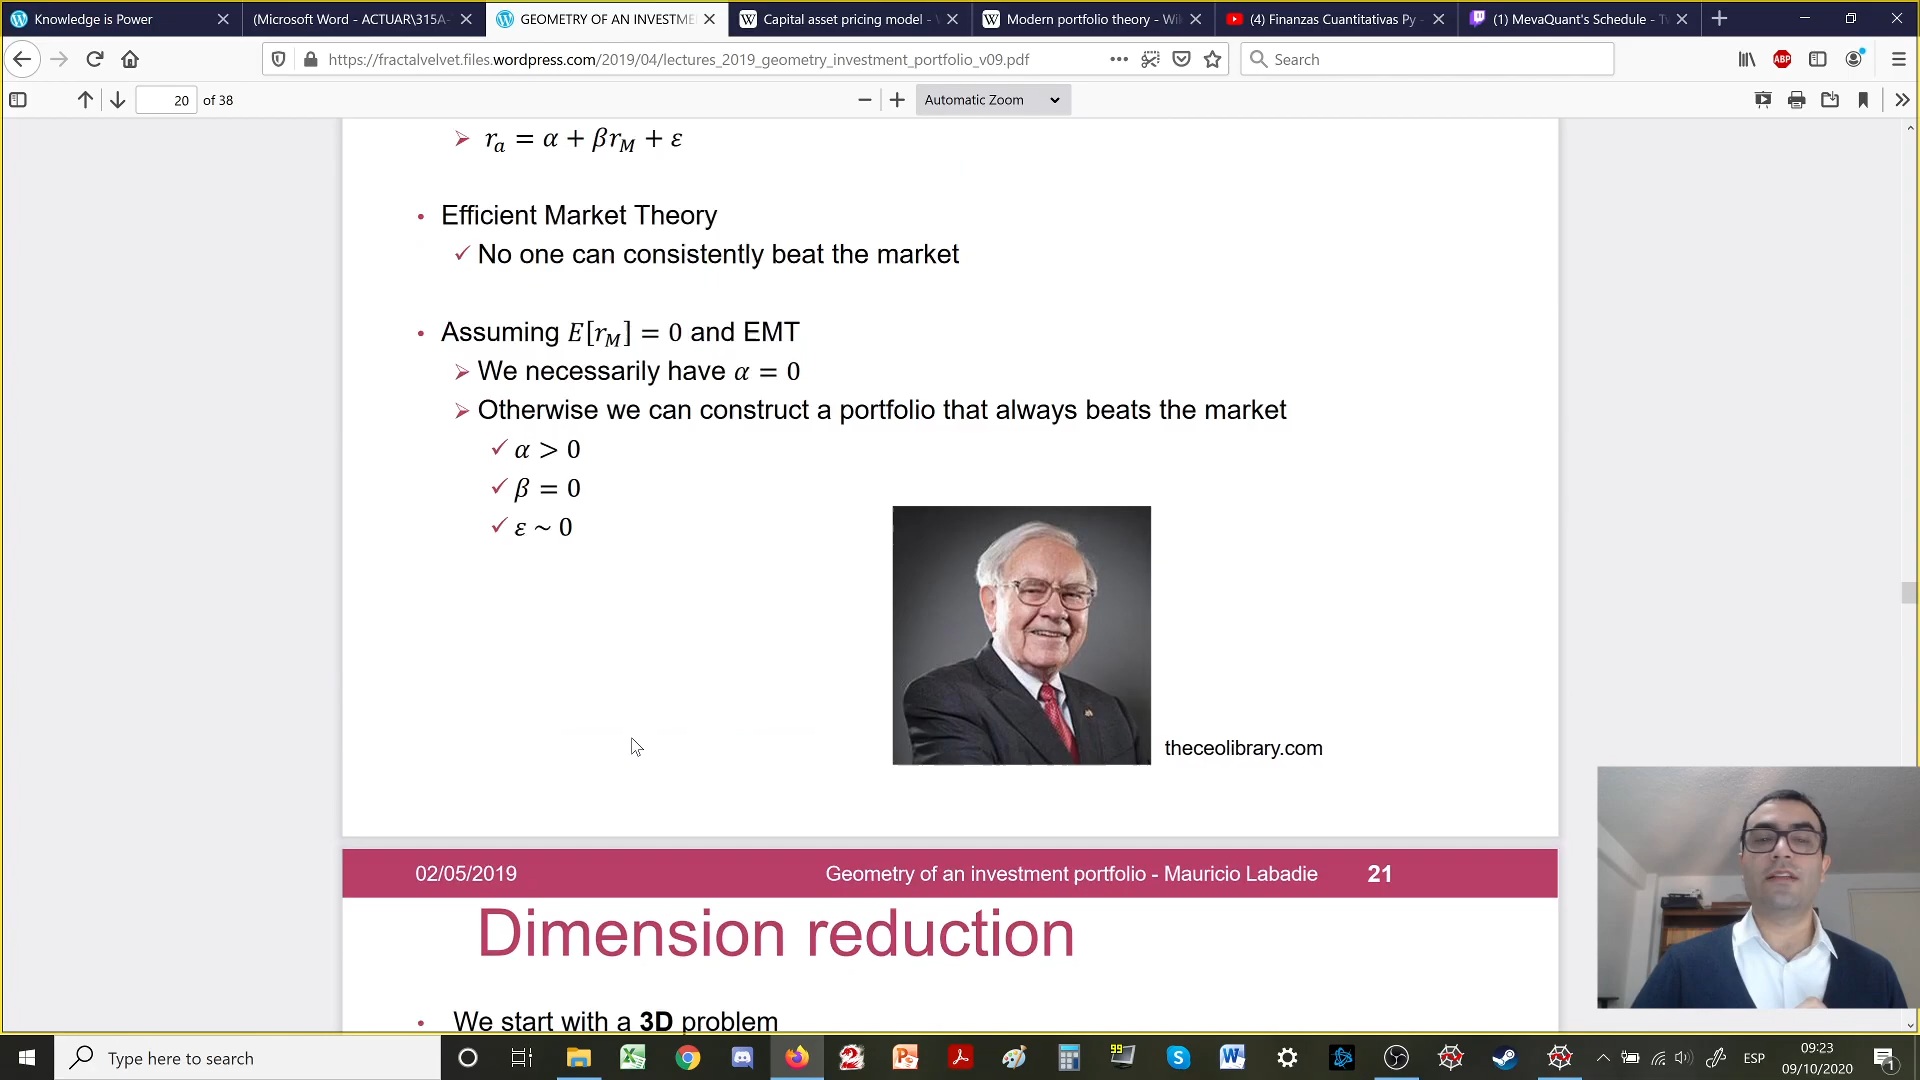 Knowledge is Power
(Microsoft Word - ACTUAR\315A-
GEOMETRY OF AN INVESTME
Capital asset pricing model -
Modern portfolio theory - Wi
(4) Finanzas Cuantitativas Py -
(1) MevaQuant's Schedule - Tw
https://fractalvelvet.files.wordpress.com/2019/04/lectures_2019_geometry_investment_portfolio_v09.pdf
Search
ABP
20 of 38
Automatic Zoom
➢ rₐ = α + βr_M + ε
• Efficient Market Theory
✓ No one can consistently beat the market
• Assuming E[r_M] = 0 and EMT
➢ We necessarily have α = 0
➢ Otherwise we can construct a portfolio that always beats the market
✓ α > 0
✓ β = 0
✓ ε ~ 0
theceolibrary.com
02/05/2019 Geometry of an investment portfolio - Mauricio Labadie 21
Dimension reduction
• We start with a 3D problem
Type here to search
99
ESP
09:23
09/10/2020
1